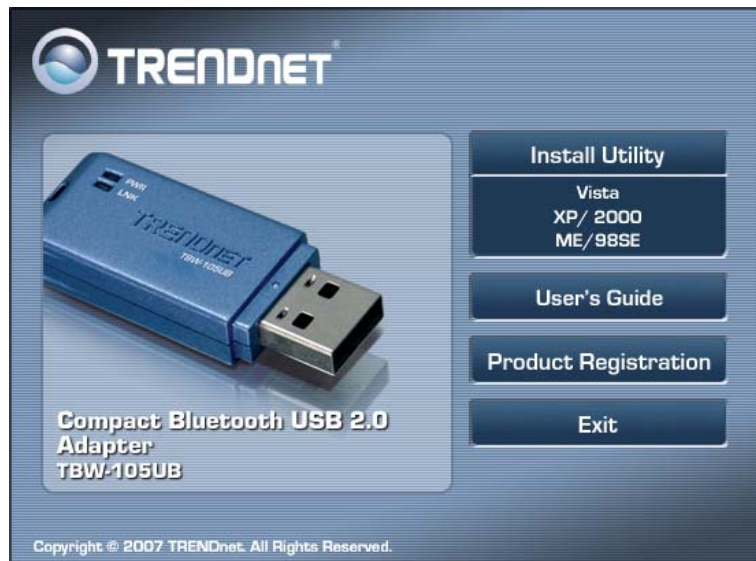 TRENDNET®
PWR
LNK
TRENDNET
TBW-105UB
Compact Bluetooth USB 2.0
Adapter
TBW-105UB
Install Utility
Vista
XP/ 2000
ME/98SE
User's Guide
Product Registration
Exit
Copyright © 2007 TRENDnet. All Rights Reserved.